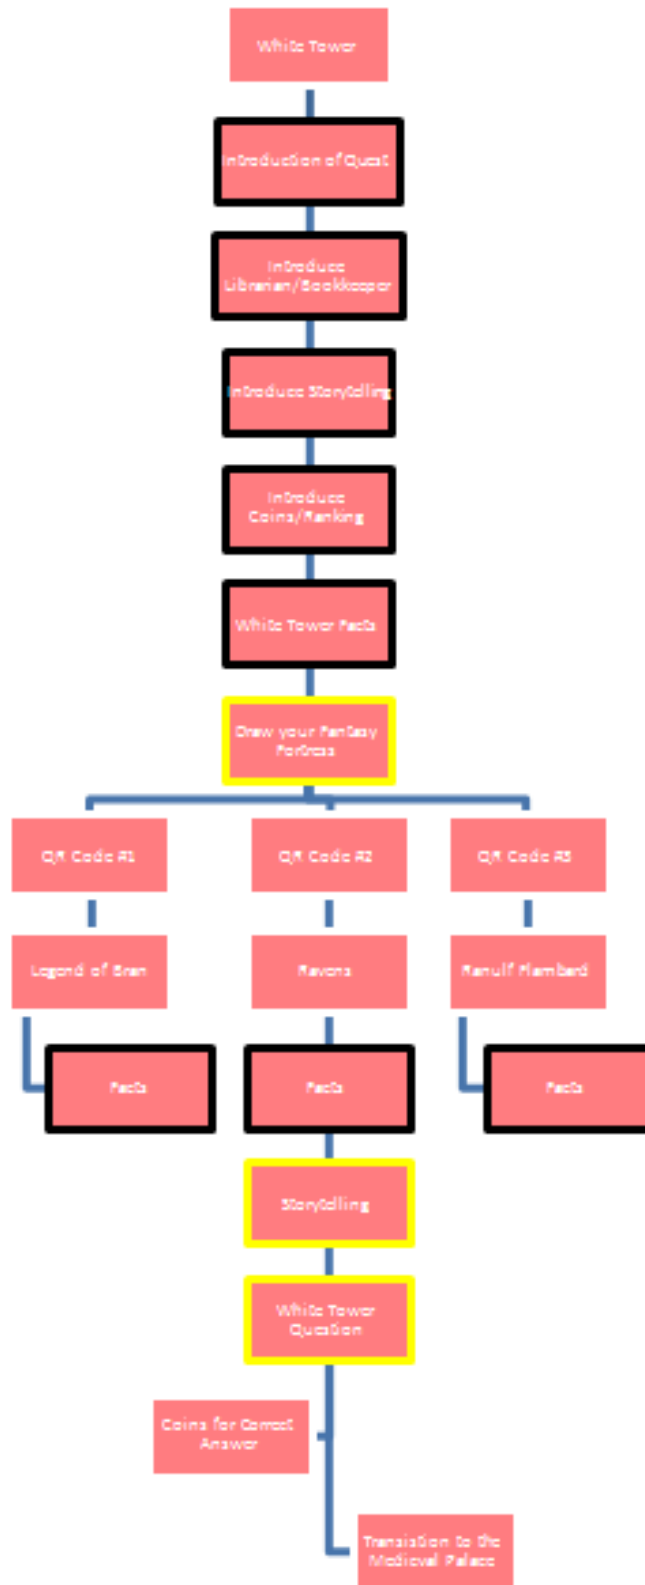 White Tower
Introduction of Quest
Introduce
Librarian/Bookkeeper
Introduce Storytelling
Introduce
Coins/Ranking
White Tower Facts
Draw your Fantasy
Fortress
QR Code #1
QR Code #2
QR Code #3
Legend of Bran
Ravens
Ranulf Flambard
Facts
Facts
Facts
Storytelling
White Tower
Question
Coins for Correct
Answer
Transistion to the
Medieval Palace